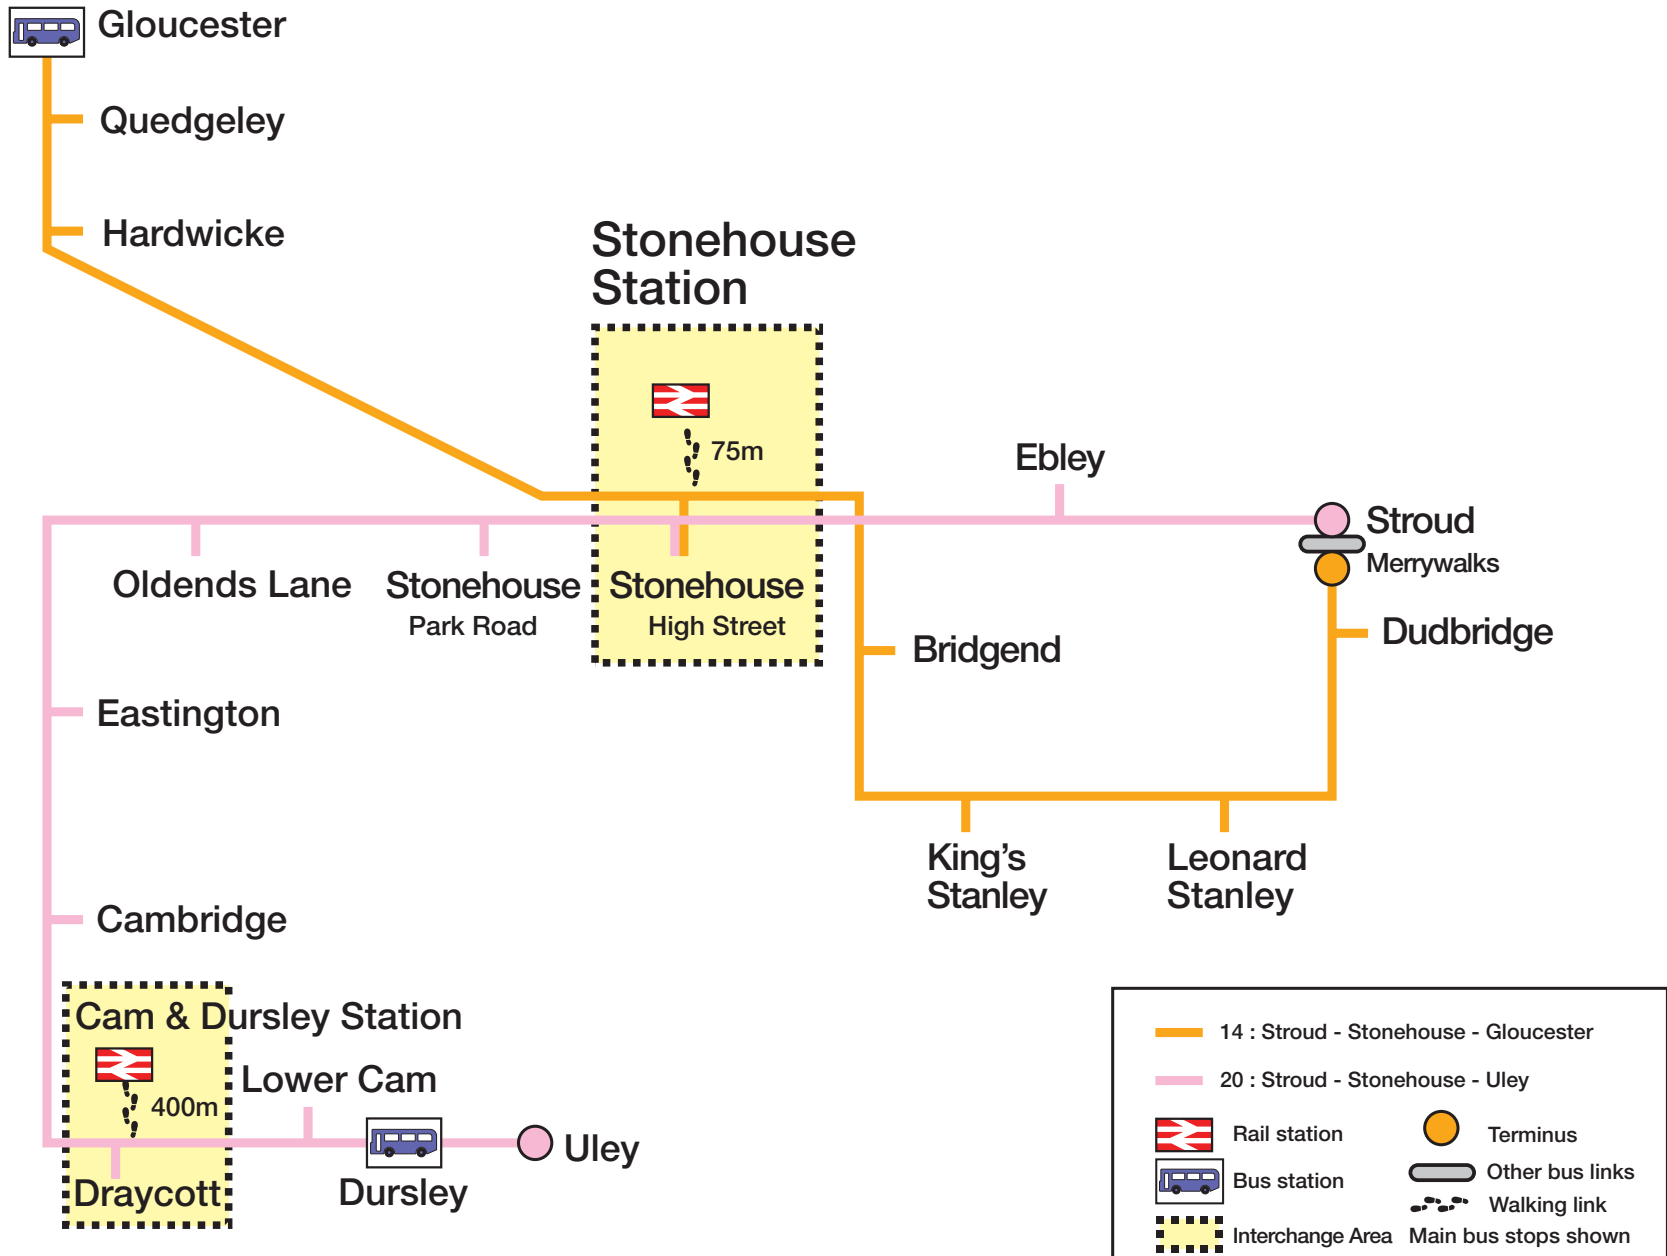 Gloucester
Quedgeley
Hardwicke
Stonehouse
Station
75m
Ebley
Stroud
Merrywalks
Oldends Lane
Stonehouse
Park Road
Stonehouse
High Street
Bridgend
Dudbridge
Eastington
King's
Stanley
Leonard
Stanley
Cambridge
Cam & Dursley Station
400m
Lower Cam
Uley
Draycott
Dursley
14 : Stroud - Stonehouse - Gloucester
20 : Stroud - Stonehouse - Uley
Rail station
Terminus
Bus station
Other bus links
Walking link
Interchange Area
Main bus stops shown